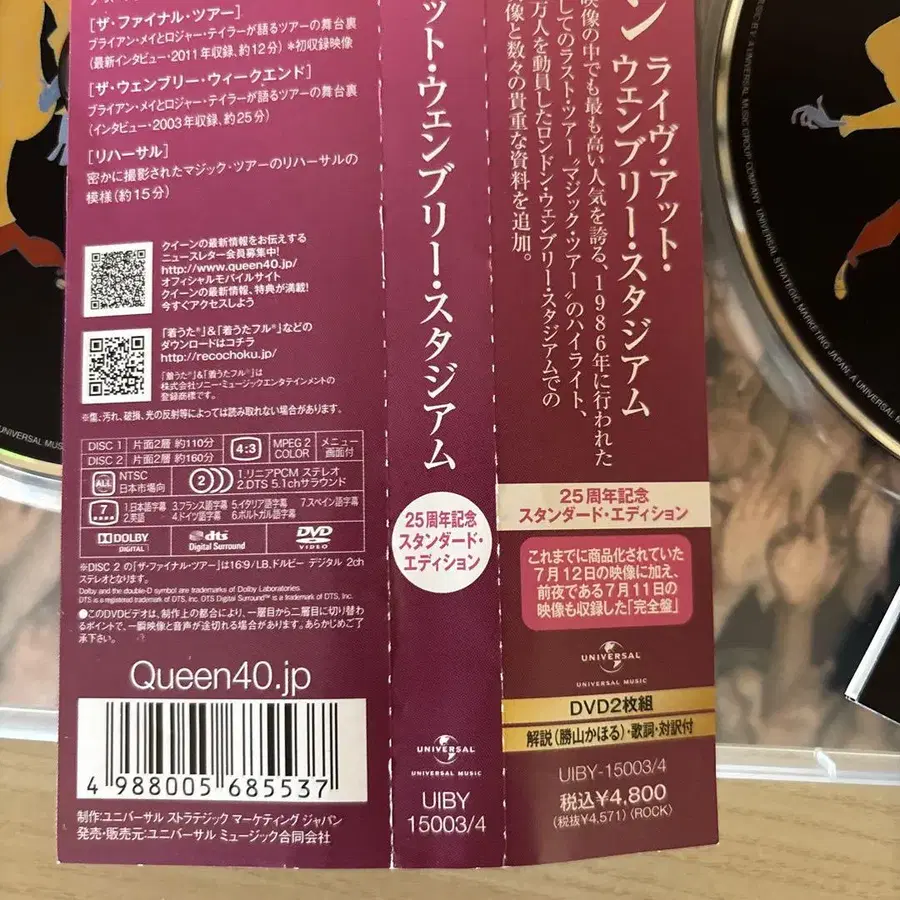 [ザ・ファイナル・ツアー]
ブライアン・メイとロジャー・テイラーが語るツアーの舞台裏
(最新インタビュー・2011年収録、約12分) *初収録映像
[ザ・ウェンブリー・ウィークエンド]
ブライアン・メイとロジャー・テイラーが語るツアーの舞台裏
(インタビュー・2003年収録、約25分)
[リハーサル]
密かに撮影されたマジック・ツアーのリハーサルの
模様(約15分)
クイーンの最新情報をお伝えする
ニュースレター会員募集中!
http://www.queen40.jp/
オフィシャルモバイルサイト
クイーンの最新情報、特典が満載!
今すぐアクセスしよう
「着うた®」&「着うたフル®」などの
ダウンロードはコチラ
http://recochoku.jp/
「着うた®」&「着うたフル®」は
株式会社ソニー・ミュージックエンタテインメントの
登録商標です。
※傷、汚れ、破損、光の反射等によっては読み取れない場合があります。
DISC 1 片面2層 約110分
DISC 2 片面2層 約160分
4:3
MPEG 2
COLOR
メニュー
画面付
ALL
NTSC
日本市場向
2
1.リニアPCM ステレオ
2.DTS 5.1chサラウンド
7
1.日本語字幕 3.フランス語字幕 5.イタリア語字幕 7.スペイン語字幕
2.英語 4.ドイツ語字幕 6.ポルトガル語字幕
DOLBY
DIGITAL
dts
Digital Surround
DVD
VIDEO
※DISC 2 の「ザ・ファイナル・ツアー」は16:9/LB、ドルビー デジタル 2ch
ステレオとなります。
Dolby and the double-D symbol are trademarks of Dolby Laboratories.
DTS is a registered trademark of DTS, Inc. DTS Digital Surround™ is a trademark of DTS, Inc.
●このDVDビデオは、制作上の都合により、一層目から二層目に切り替わ
るポイントで、一瞬映像と音声が途切れる場合があります。あらかじめご了
承下さい。
Queen40.jp
4 988005 685537
制作:ユニバーサル ストラテジック マーケティング ジャパン
発売・販売元:ユニバーサル ミュージック合同会社
ット・ウェンブリー・スタジアム
25周年記念
スタンダード・
エディション
UNIVERSAL
UNIVERSAL MUSIC
UIBY
15003/4
ン
ライヴ・アット・
ウェンブリー・スタジアム
映像の中でも最も高い人気を誇る、1986年に行われた
してのラスト・ツアー“マジック・ツアー”のハイライト、
万人を動員したロンドン・ウェンブリー・スタジアムでの
像と数々の貴重な資料を追加。
25周年記念
スタンダード・エディション
これまでに商品化されていた
7月12日の映像に加え、
前夜である7月11日の
映像も収録した「完全盤」
UNIVERSAL
UNIVERSAL MUSIC
DVD2枚組
解説(勝山かほる)・歌詞・対訳付
UIBY-15003/4
税込¥4,800
(税抜¥4,571) (ROCK)
A UNIVERSAL MUSIC GROUP COMPANY UNIVERSAL STRATEGIC MARKETING JAPAN, A UNIVERSAL
UNIVERSAL MUSIC